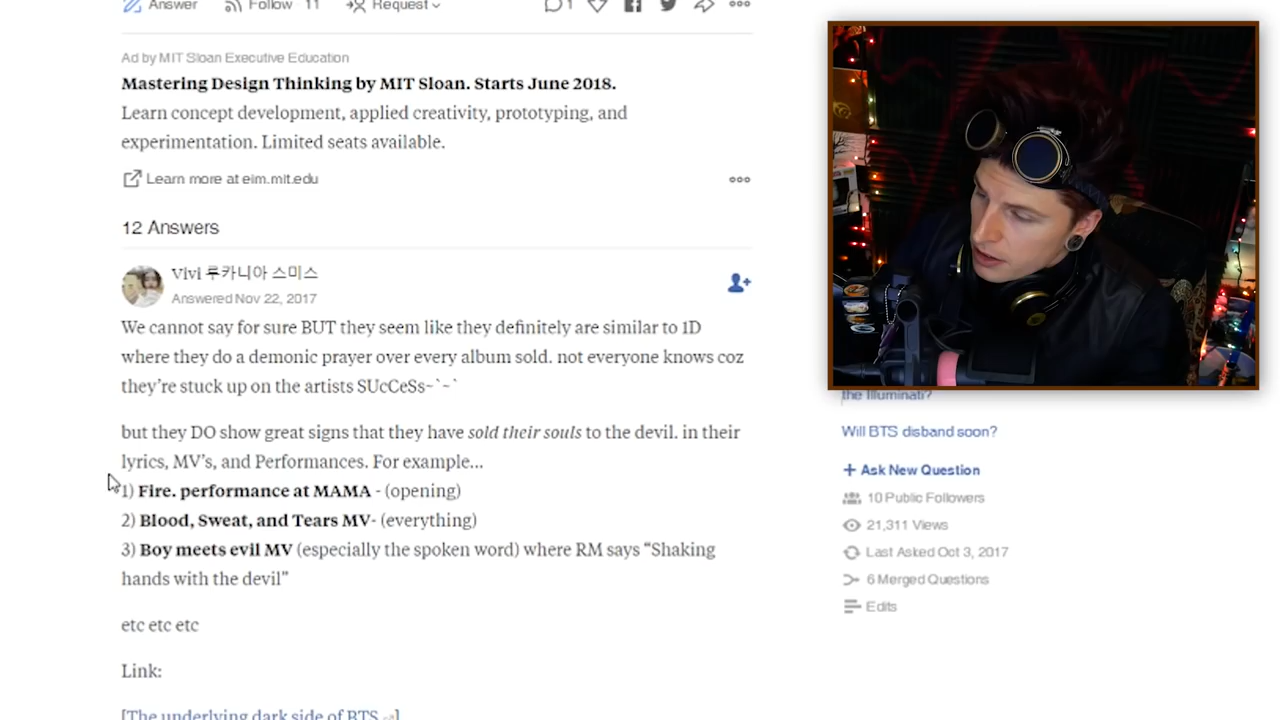 Answer Follow 11 Request 1
Ad by MIT Sloan Executive Education
Mastering Design Thinking by MIT Sloan. Starts June 2018.
Learn concept development, applied creativity, prototyping, and
experimentation. Limited seats available.
Learn more at eim.mit.edu
12 Answers
Vivi 루카니아 스미스
Answered Nov 22, 2017
We cannot say for sure BUT they seem like they definitely are similar to 1D
where they do a demonic prayer over every album sold. not everyone knows coz
they’re stuck up on the artists SUcCeSs~`~`
but they DO show great signs that they have sold their souls to the devil. in their
lyrics, MV’s, and Performances. For example...
1) Fire. performance at MAMA - (opening)
2) Blood, Sweat, and Tears MV- (everything)
3) Boy meets evil MV (especially the spoken word) where RM says “Shaking
hands with the devil”
etc etc etc
Link:
[The underlying dark side of BTS]
the Illuminati?
Will BTS disband soon?
+ Ask New Question
10 Public Followers
21,311 Views
Last Asked Oct 3, 2017
6 Merged Questions
Edits